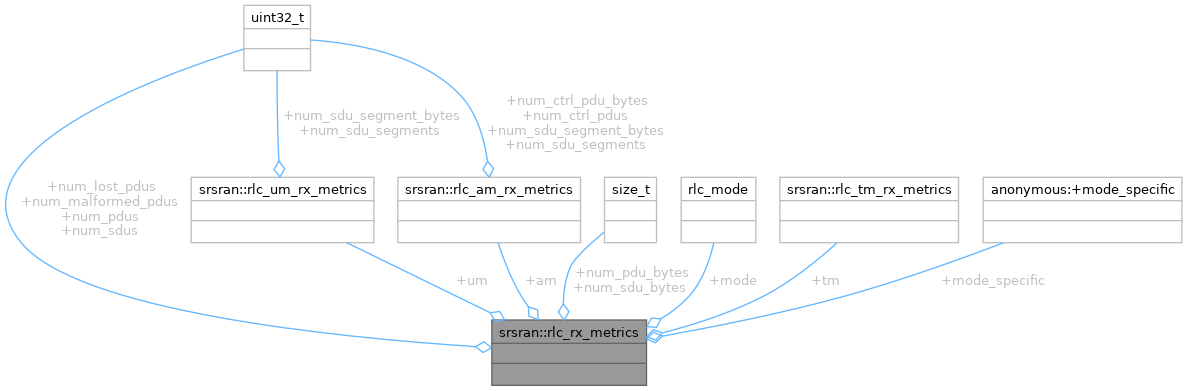 uint32_t
+num_sdu_segment_bytes
+num_sdu_segments
+num_ctrl_pdu_bytes
+num_ctrl_pdus
+num_sdu_segment_bytes
+num_sdu_segments
+num_lost_pdus
+num_malformed_pdus
+num_pdus
+num_sdus
srsran::rlc_um_rx_metrics
srsran::rlc_am_rx_metrics
size_t
rlc_mode
srsran::rlc_tm_rx_metrics
anonymous:+mode_specific
+um
+am
+num_pdu_bytes
+num_sdu_bytes
+mode
+tm
+mode_specific
srsran::rlc_rx_metrics